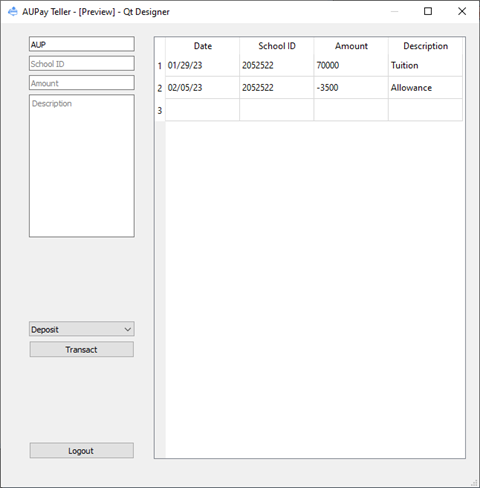 AUPay Teller - [Preview] - Qt Designer
AUP
School ID
Amount
Description
Deposit
Transact
Logout
Date School ID Amount Description
1 01/29/23 2052522 70000 Tuition
2 02/05/23 2052522 -3500 Allowance
3